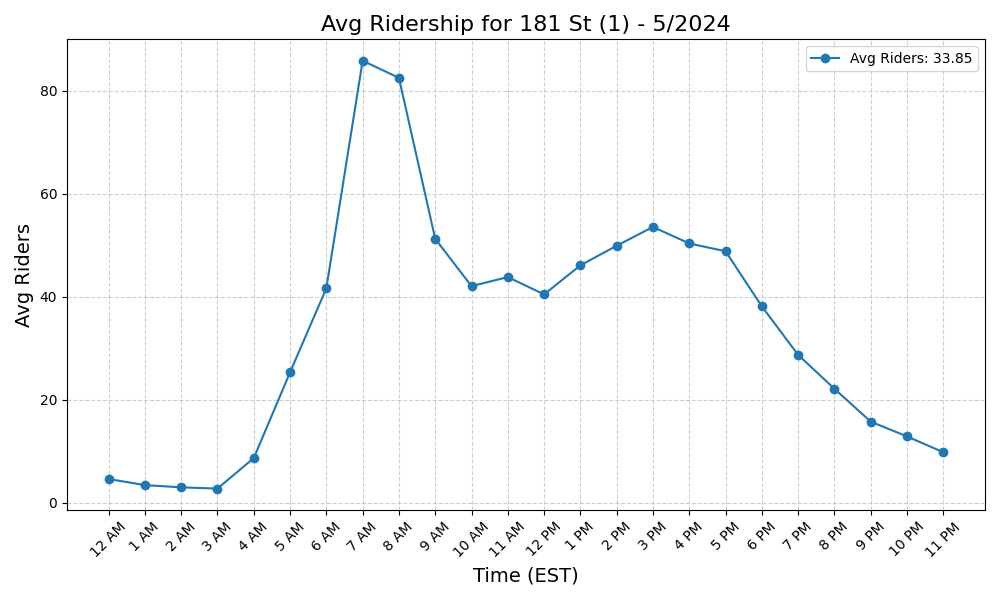 Avg Ridership for 181 St (1) - 5/2024
Avg Riders: 33.85
Avg Riders
80
60
40
20
0
12 AM
1 AM
2 AM
3 AM
4 AM
5 AM
6 AM
7 AM
8 AM
9 AM
10 AM
11 AM
12 PM
1 PM
2 PM
3 PM
4 PM
5 PM
6 PM
7 PM
8 PM
9 PM
10 PM
11 PM
Time (EST)